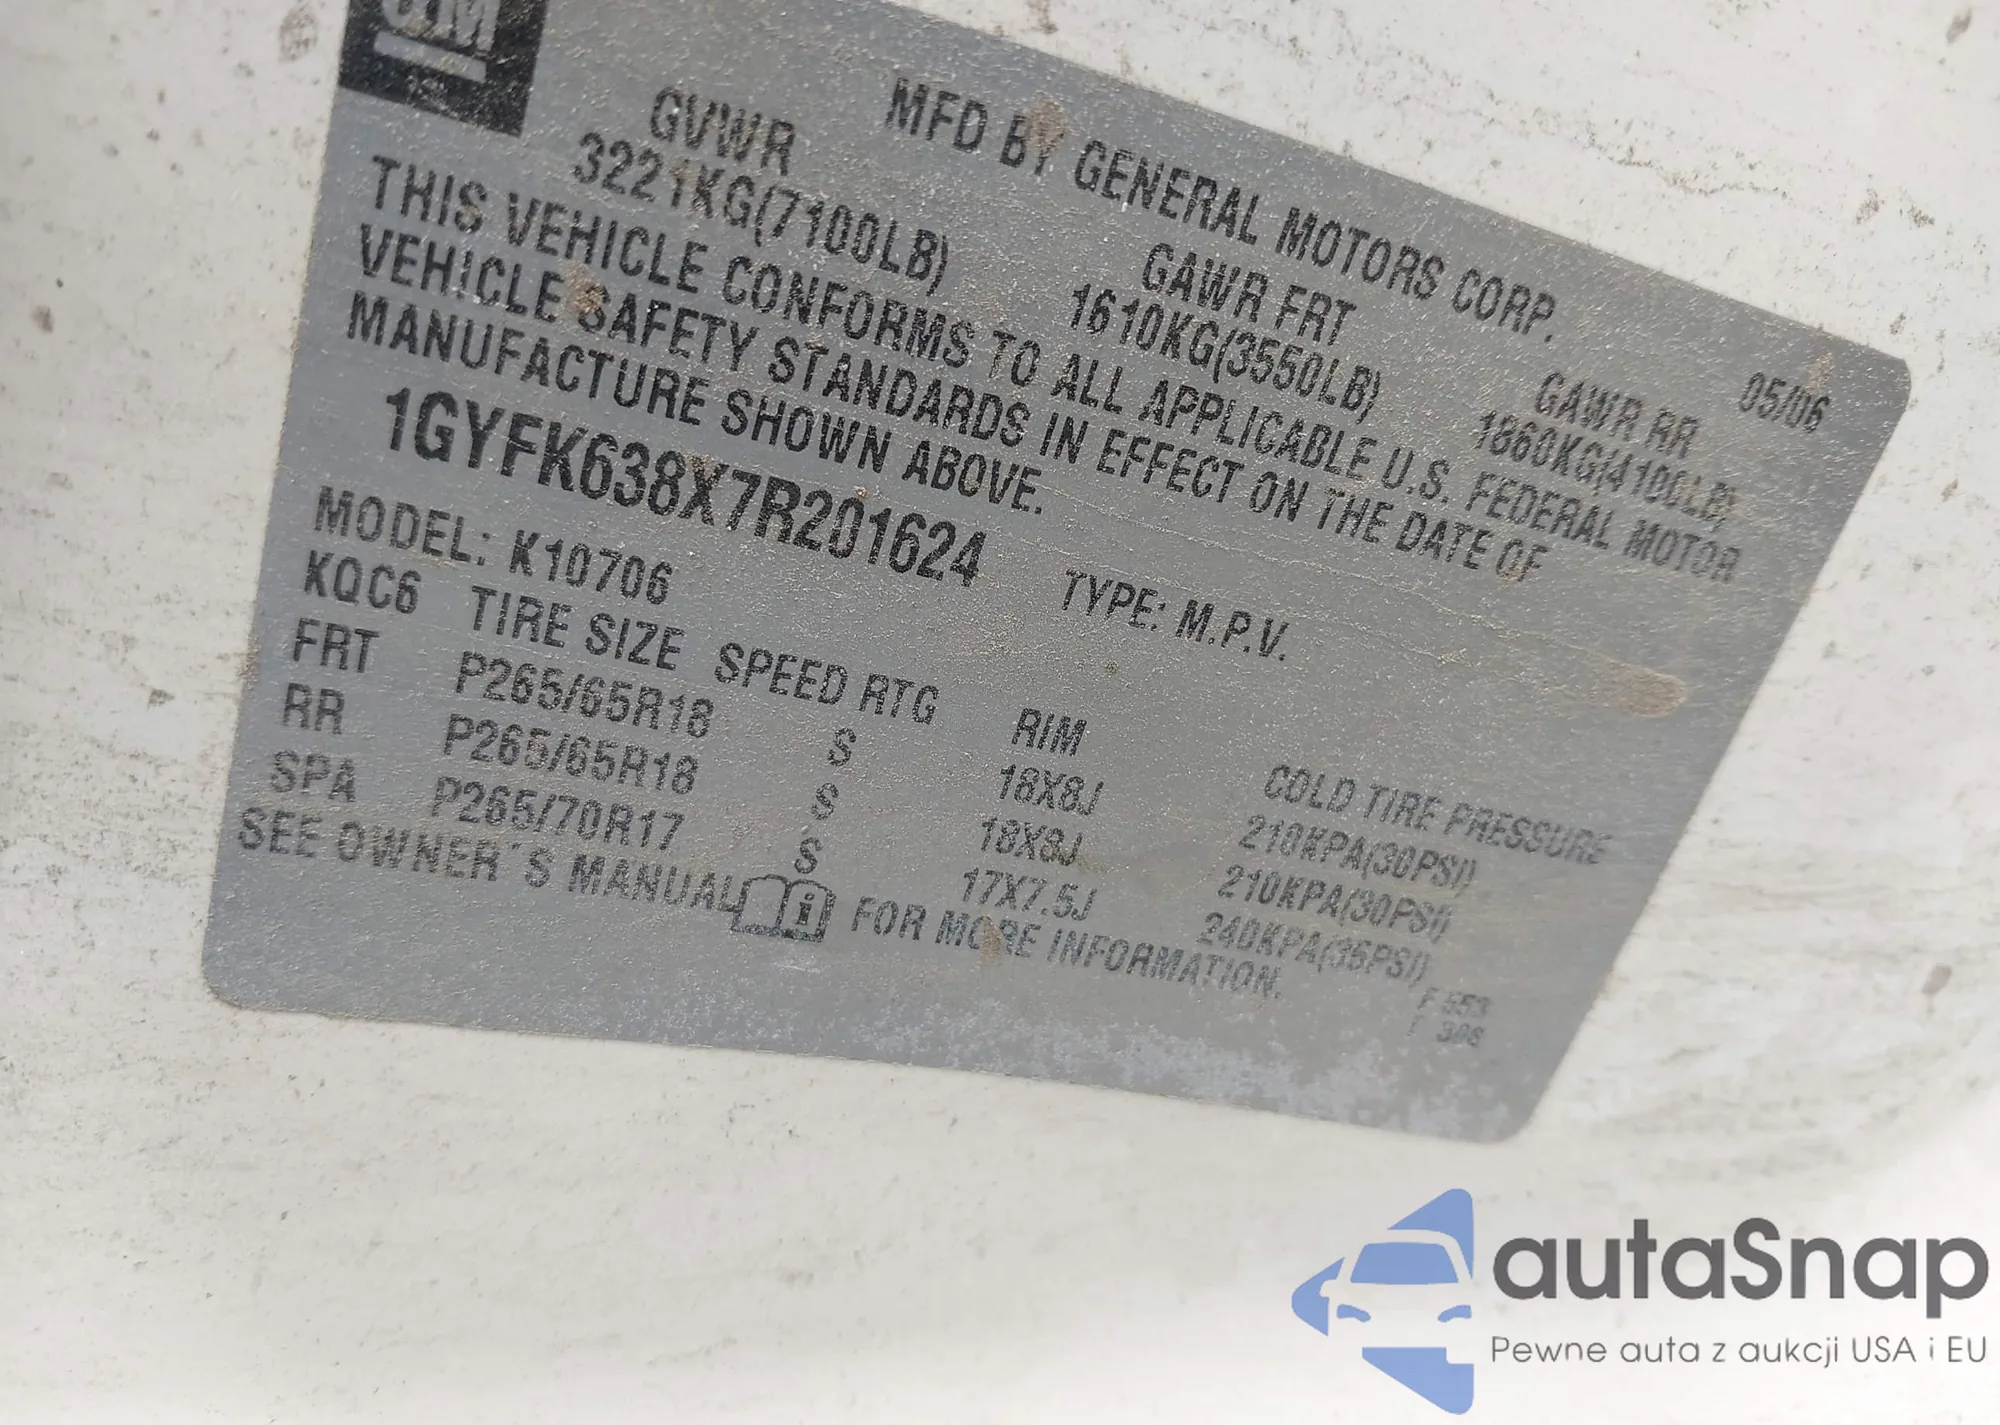 GM
MFD BY GENERAL MOTORS CORP. 05/06
GVWR GAWR FRT GAWR RR
3221KG(7100LB) 1610KG(3550LB) 1860KG(4100LB)
THIS VEHICLE CONFORMS TO ALL APPLICABLE U.S. FEDERAL MOTOR
VEHICLE SAFETY STANDARDS IN EFFECT ON THE DATE OF
MANUFACTURE SHOWN ABOVE.
1GYFK638X7R201624 TYPE: M.P.V.
MODEL: K10706
KQC6 TIRE SIZE SPEED RTG RIM COLD TIRE PRESSURE
FRT P265/65R18 S 18X8J 210KPA(30PSI)
RR P265/65R18 S 18X8J 210KPA(30PSI)
SPA P265/70R17 S 17X7.5J 240KPA(35PSI)
SEE OWNER´S MANUAL i FOR MORE INFORMATION.
F 553
autaSnap
Pewne auta z aukcji USA i EU